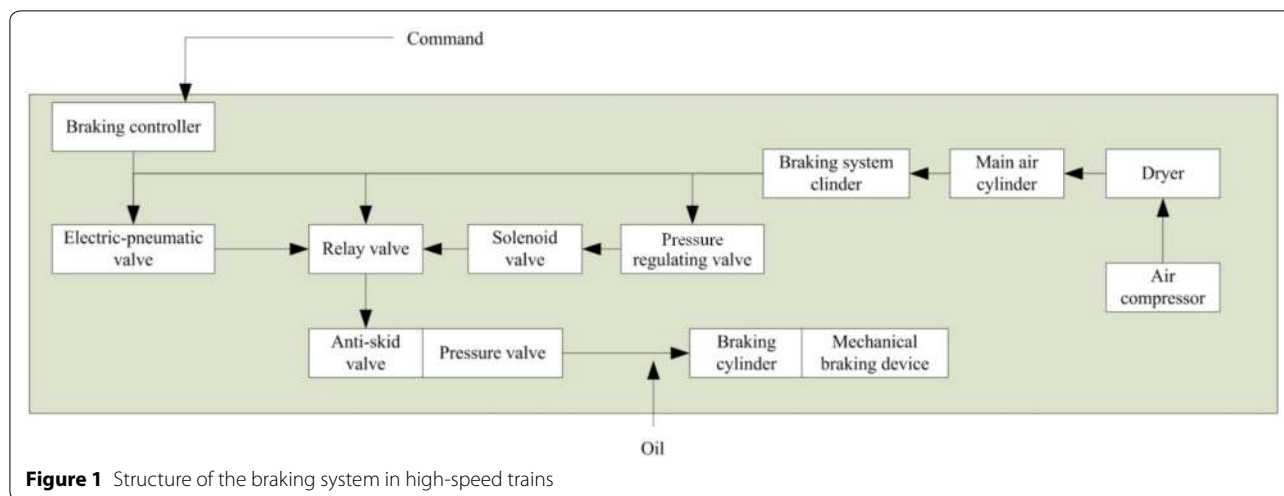 Command
Braking controller
Braking system
clinder
Main air
cylinder
Dryer
Electric-pneumatic
valve
Relay valve
Solenoid
valve
Pressure
regulating valve
Air
compressor
Anti-skid
valve
Pressure valve
Braking
cylinder
Mechanical
braking device
Oil
Figure 1 Structure of the braking system in high-speed trains